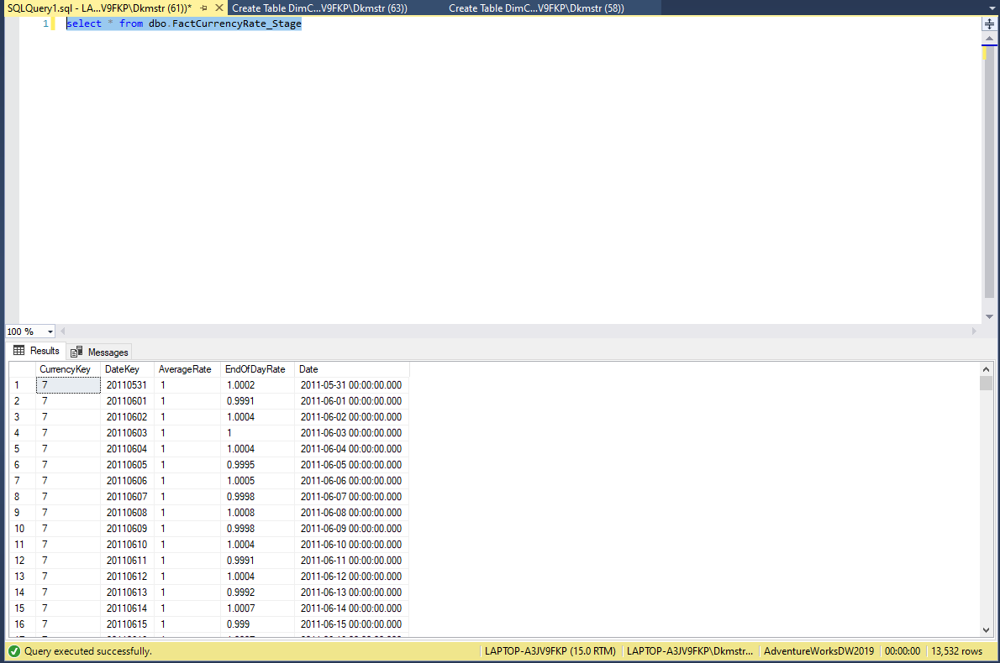 SQLQuery1.sql - LA...V9FKP\Dkmstr (61))* Create Table DimC...V9FKP\Dkmstr (63)) Create Table DimC...V9FKP\Dkmstr (58))
1 select * from dbo.FactCurrencyRate_Stage
100 %
Results Messages
CurrencyKey DateKey AverageRate EndOfDayRate Date
1 7 20110531 1 1.0002 2011-05-31 00:00:00.000
2 7 20110601 1 0.9991 2011-06-01 00:00:00.000
3 7 20110602 1 1.0004 2011-06-02 00:00:00.000
4 7 20110603 1 1 2011-06-03 00:00:00.000
5 7 20110604 1 1.0004 2011-06-04 00:00:00.000
6 7 20110605 1 0.9995 2011-06-05 00:00:00.000
7 7 20110606 1 1.0005 2011-06-06 00:00:00.000
8 7 20110607 1 0.9998 2011-06-07 00:00:00.000
9 7 20110608 1 1.0008 2011-06-08 00:00:00.000
10 7 20110609 1 0.9998 2011-06-09 00:00:00.000
11 7 20110610 1 1.0004 2011-06-10 00:00:00.000
12 7 20110611 1 0.9991 2011-06-11 00:00:00.000
13 7 20110612 1 1.0004 2011-06-12 00:00:00.000
14 7 20110613 1 0.9992 2011-06-13 00:00:00.000
15 7 20110614 1 1.0007 2011-06-14 00:00:00.000
16 7 20110615 1 0.999 2011-06-15 00:00:00.000
Query executed successfully. LAPTOP-A3JV9FKP (15.0 RTM) LAPTOP-A3JV9FKP\Dkmstr... AdventureWorksDW2019 00:00:00 13,532 rows